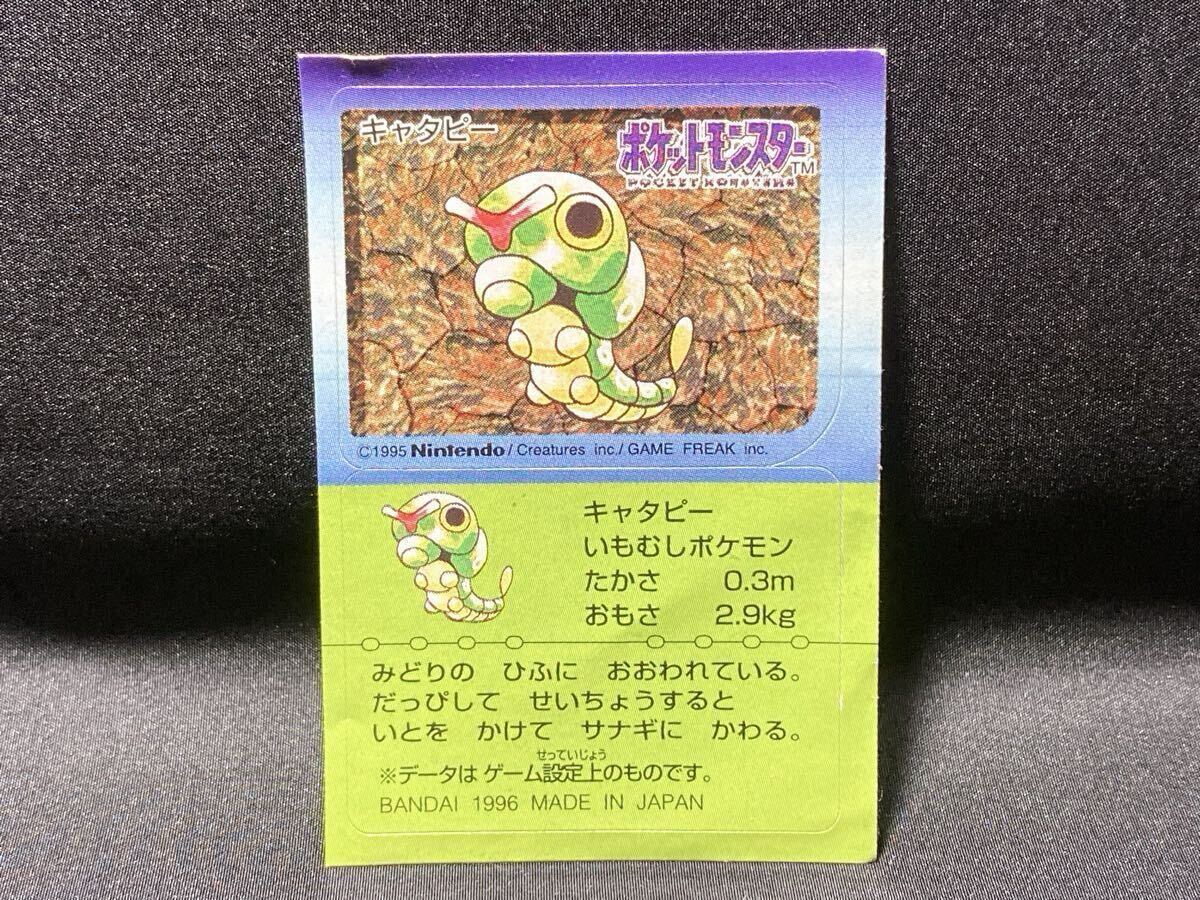 キャタピー
ポケットモンスター TM
POCKET MONSTERS
©1995 Nintendo / Creatures inc. / GAME FREAK inc.
キャタピー
いもむしポケモン
たかさ 0.3m
おもさ 2.9kg
みどりの ひふに おおわれている。
だっぴして せいちょうすると
いとを かけて サナギに かわる。
せっていじょう
※データは ゲーム設定上のものです。
BANDAI 1996 MADE IN JAPAN